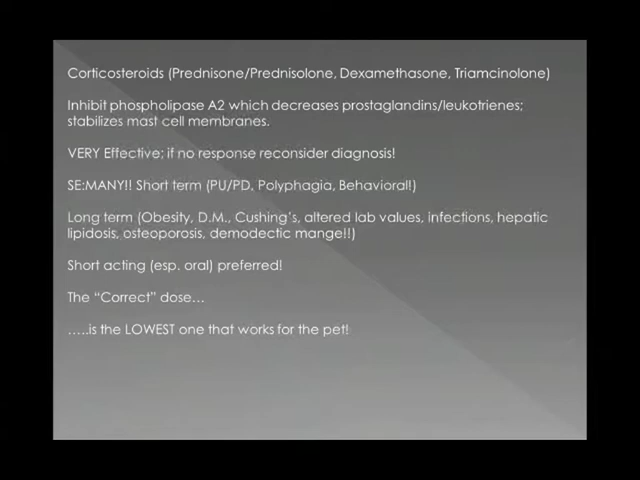 Corticosteroids (Prednisone/Prednisolone, Dexamethasone, Triamcinolone)
Inhibit phospholipase A2 which decreases prostaglandins/leukotrienes;
stabilizes mast cell membranes.
VERY Effective; if no response reconsider diagnosis!
SE:MANY!! Short term (PU/PD, Polyphagia, Behavioral!)
Long term (Obesity, D.M., Cushing's, altered lab values, infections, hepatic
lipidosis, osteoporosis, demodectic mange!!)
Short acting (esp. oral) preferred!
The "Correct" dose…
…..is the LOWEST one that works for the pet!